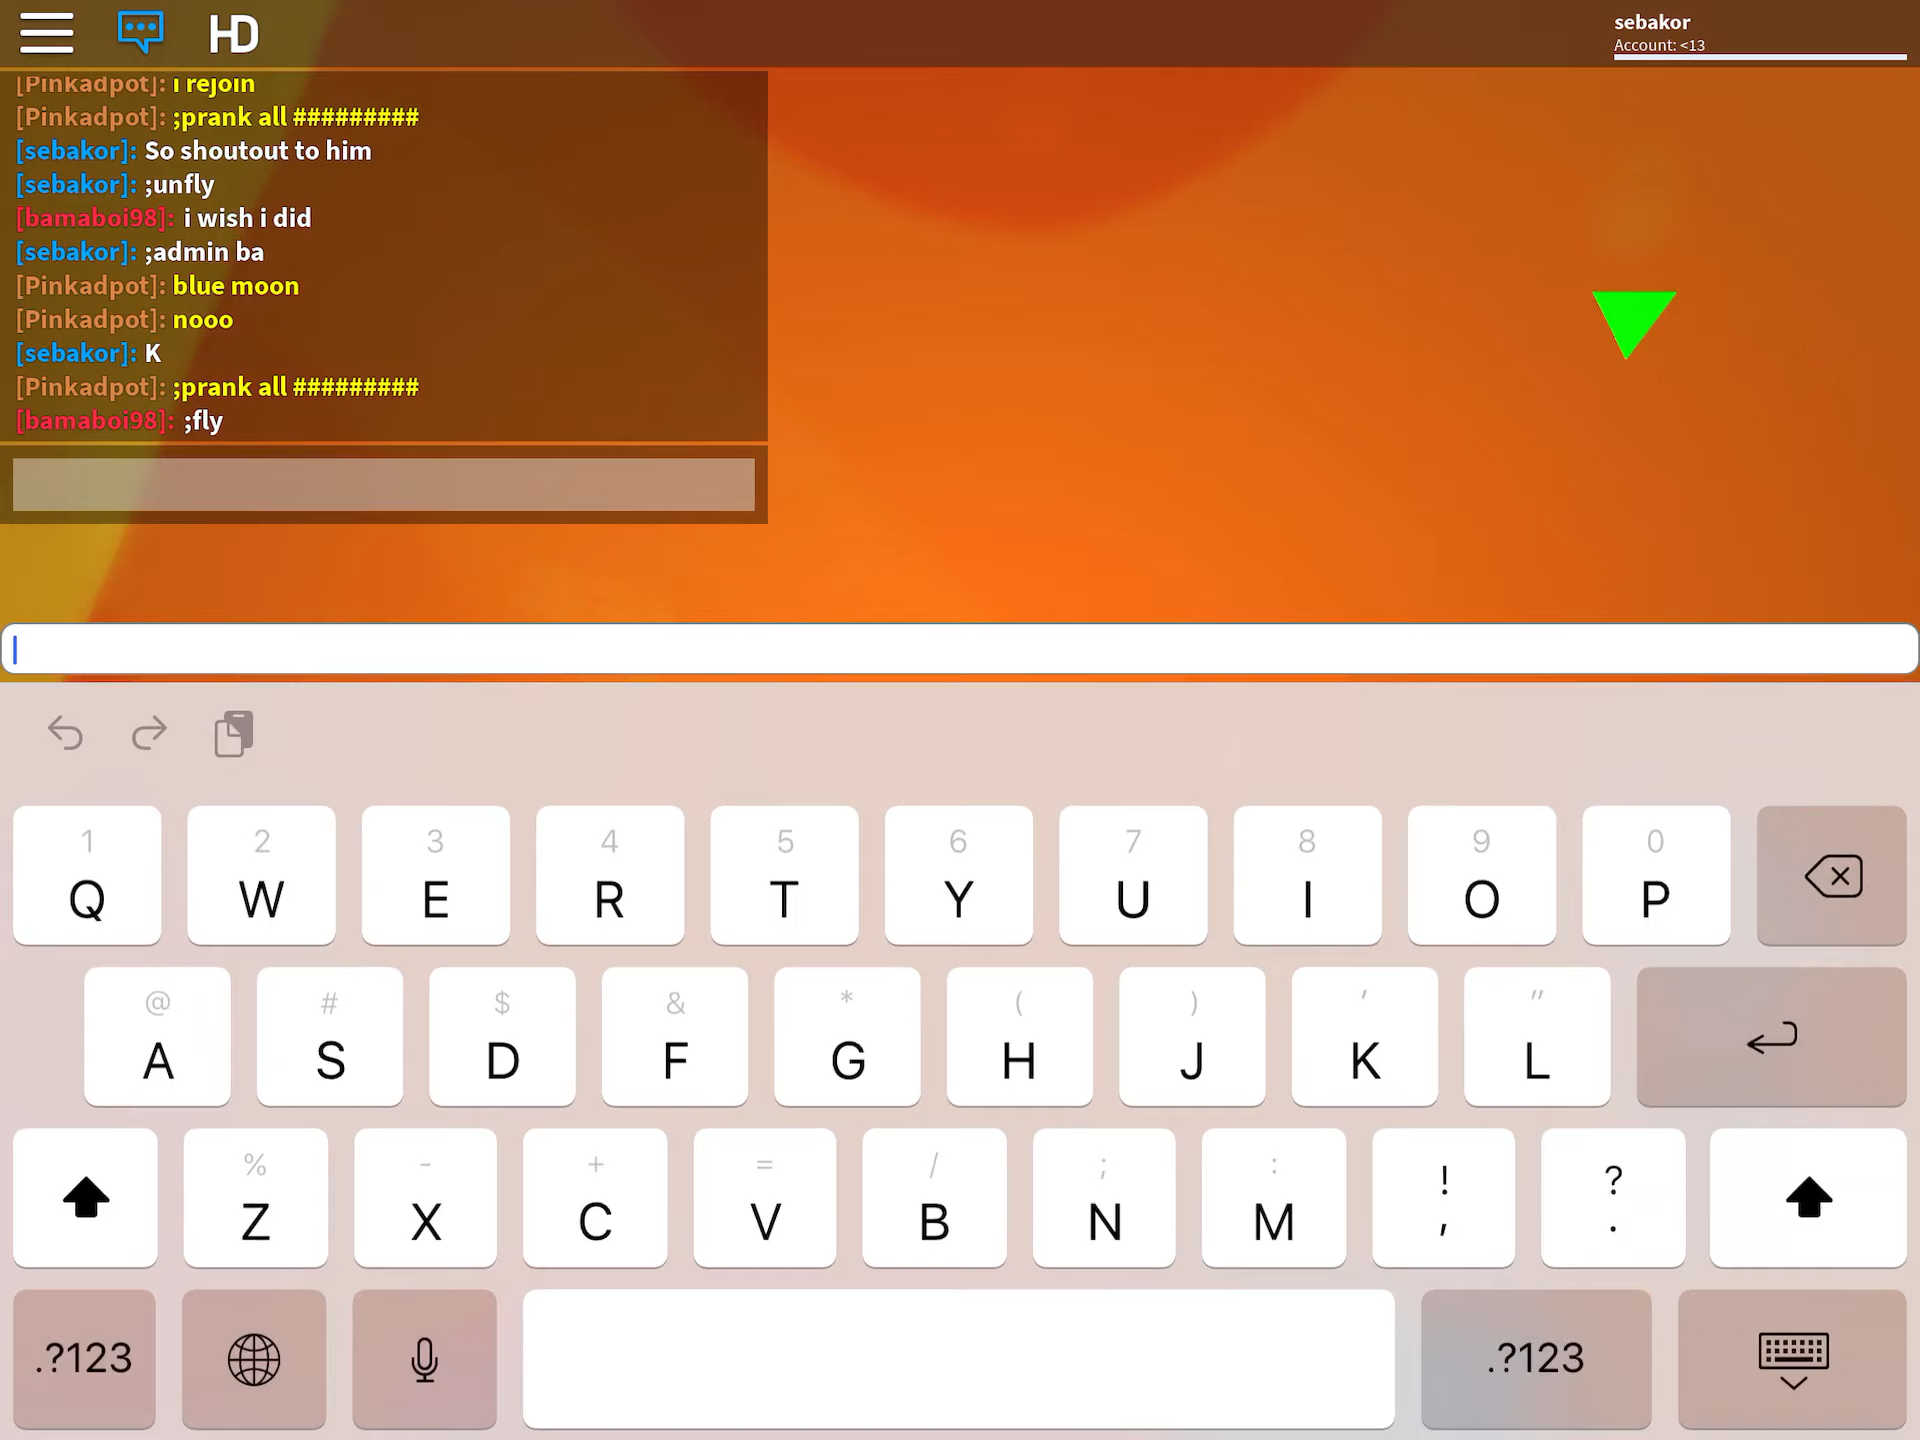 HD
sebakor
Account: <13
[Pinkadpot]: i rejoin
[Pinkadpot]: ;prank all #########
[sebakor]: So shoutout to him
[sebakor]: ;unfly
[bamaboi98]: i wish i did
[sebakor]: ;admin ba
[Pinkadpot]: blue moon
[Pinkadpot]: nooo
[sebakor]: K
[Pinkadpot]: ;prank all #########
[bamaboi98]: ;fly
1 2 3 4 5 6 7 8 9 0
Q W E R T Y U I O P
@ # $ & * ( ) ' "
A S D F G H J K L
% - + = / ; : ! ?
Z X C V B N M , .
.?123 .?123